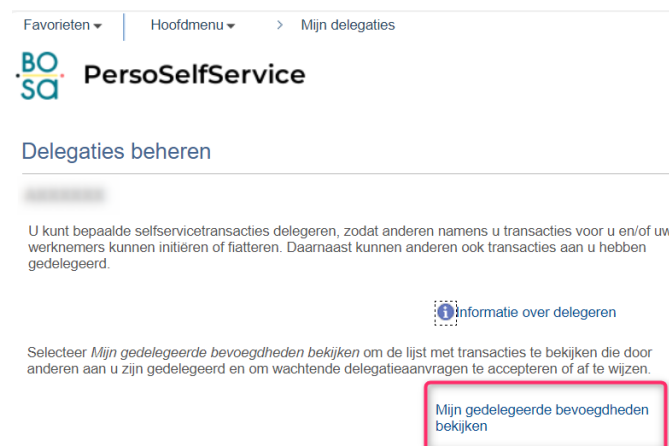 Favorieten Hoofdmenu > Mijn delegaties
BOSA PersoSelfService
Delegaties beheren
U kunt bepaalde selfservicetransacties delegeren, zodat anderen namens u transacties voor u en/of uw
werknemers kunnen initiëren of fiatteren. Daarnaast kunnen anderen ook transacties aan u hebben
gedelegeerd.
Informatie over delegeren
Selecteer Mijn gedelegeerde bevoegdheden bekijken om de lijst met transacties te bekijken die door
anderen aan u zijn gedelegeerd en om wachtende delegatieaanvragen te accepteren of af te wijzen.
Mijn gedelegeerde bevoegdheden
bekijken